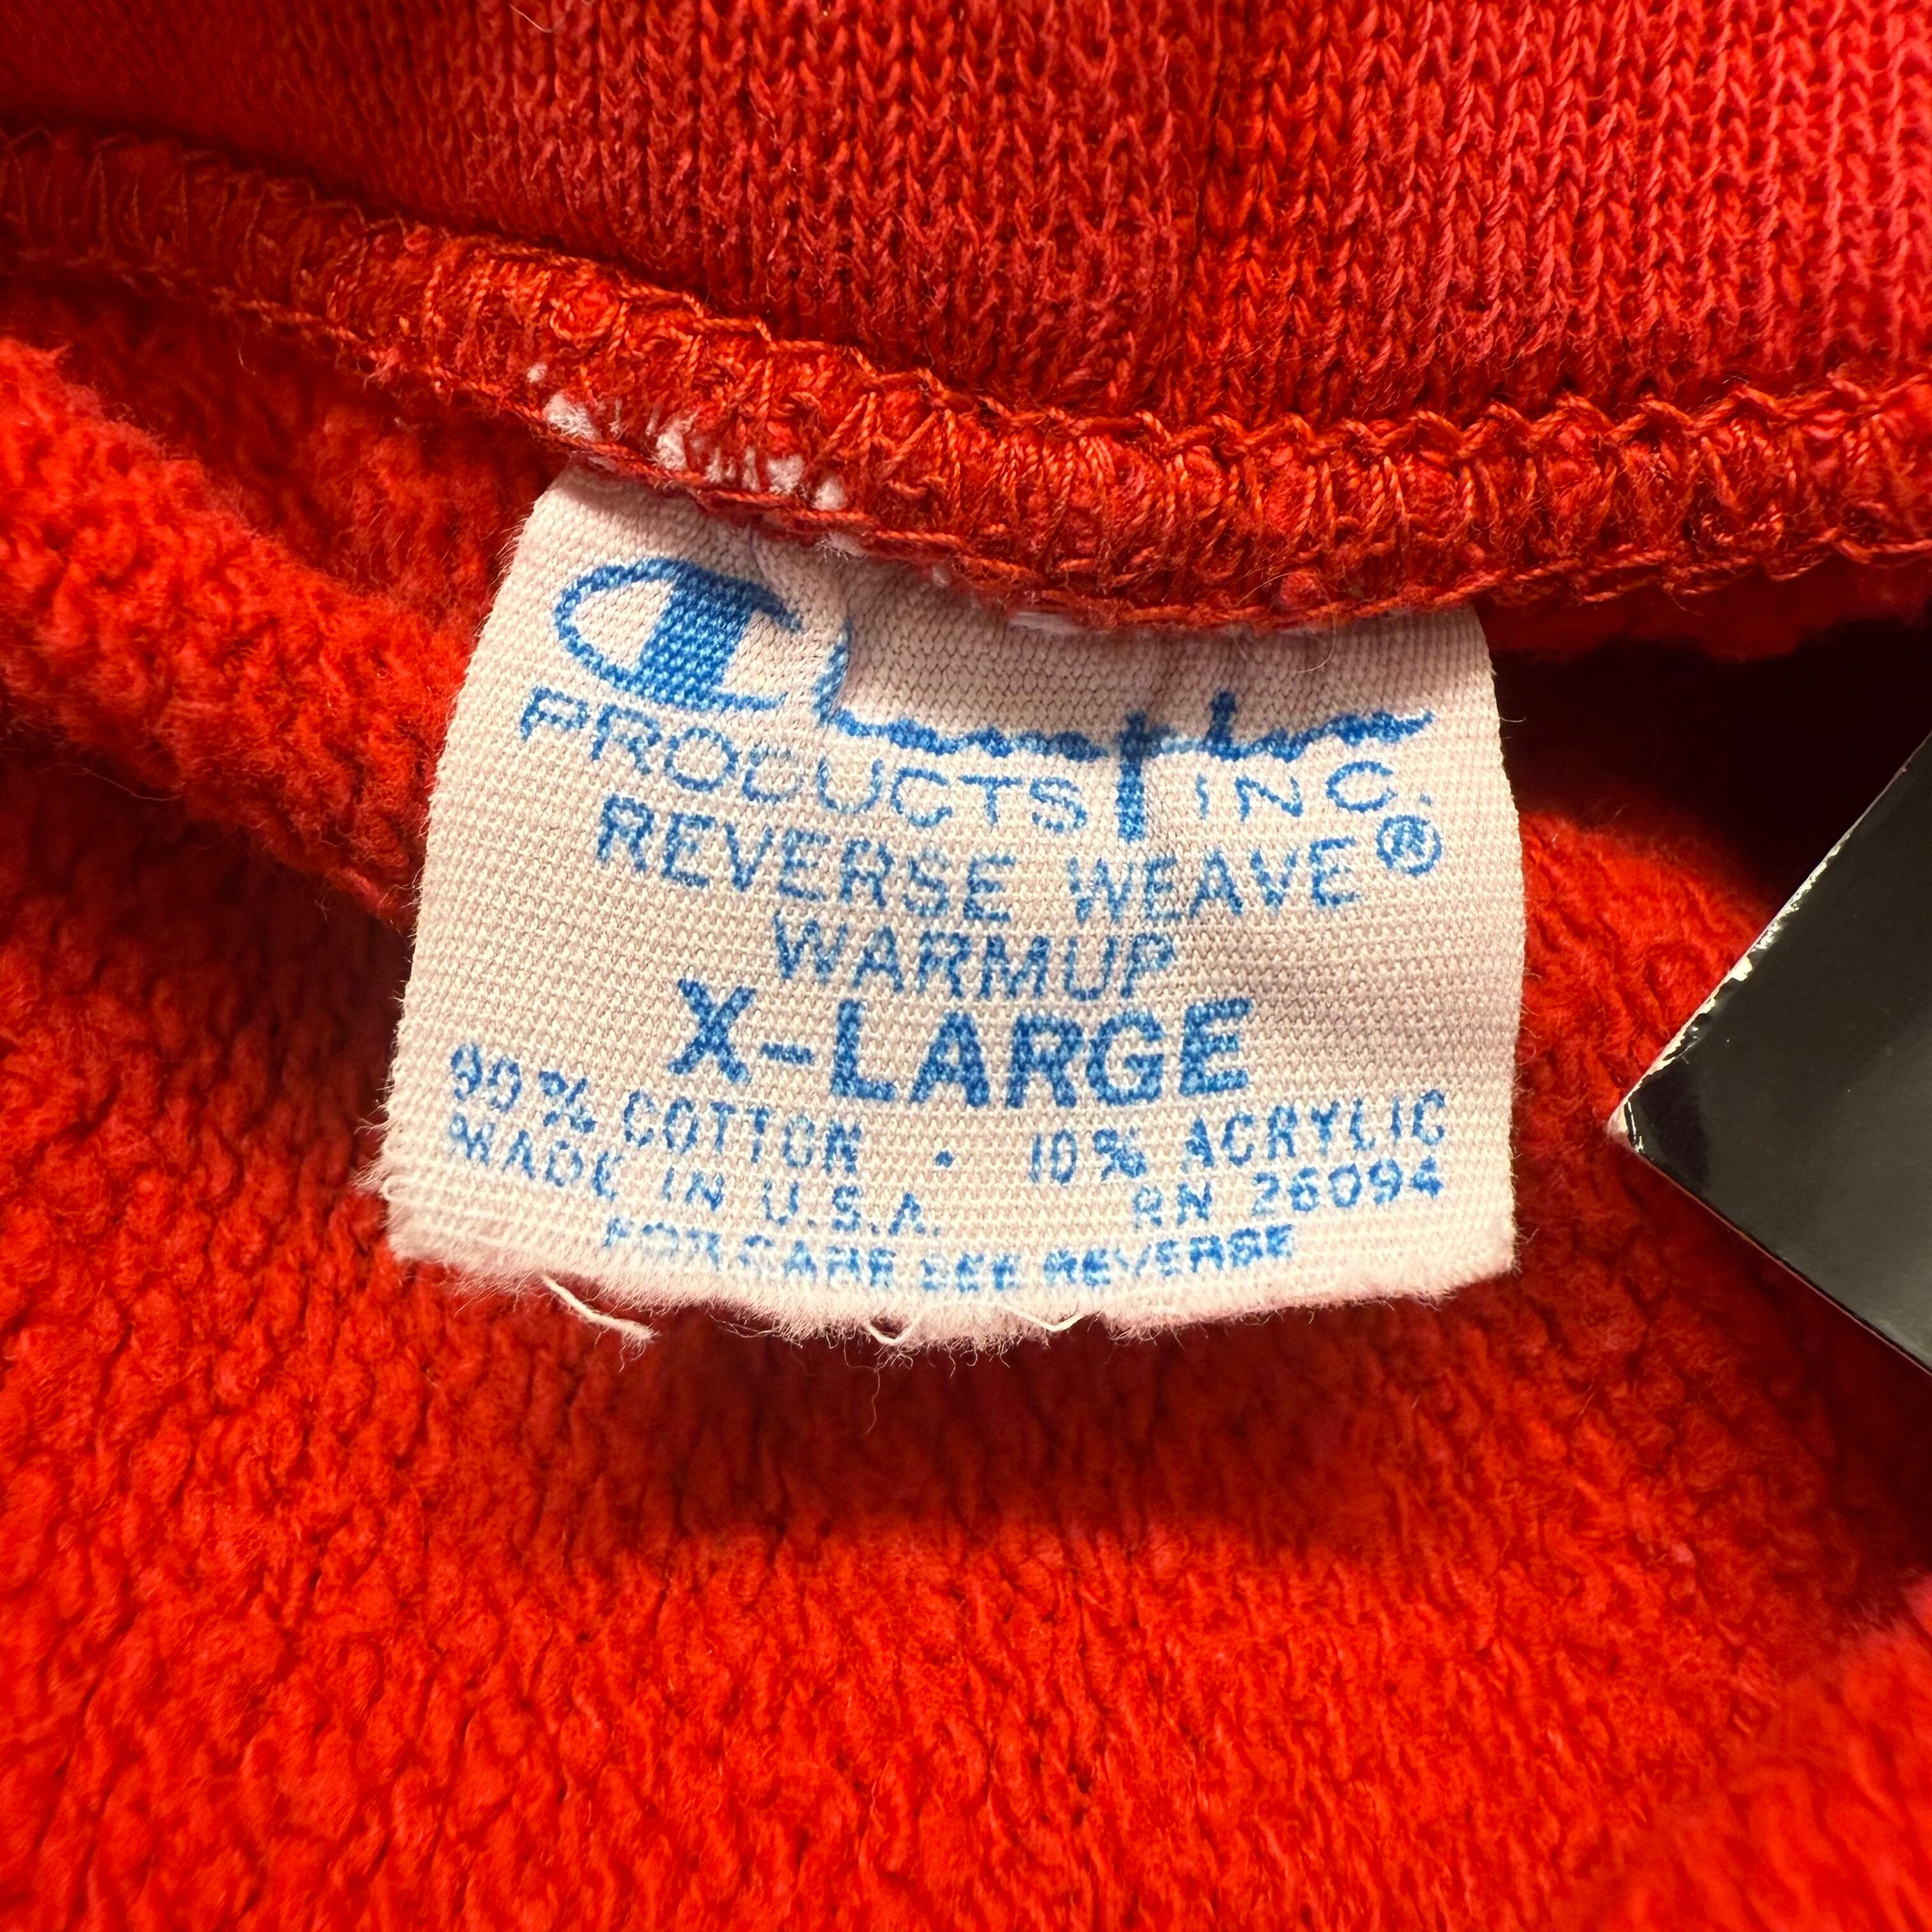 Champion
PRODUCTS INC.
REVERSE WEAVE®
WARMUP
X-LARGE
90% COTTON • 10% ACRYLIC
MADE IN U.S.A. RN 26094
FOR CARE SEE REVERSE